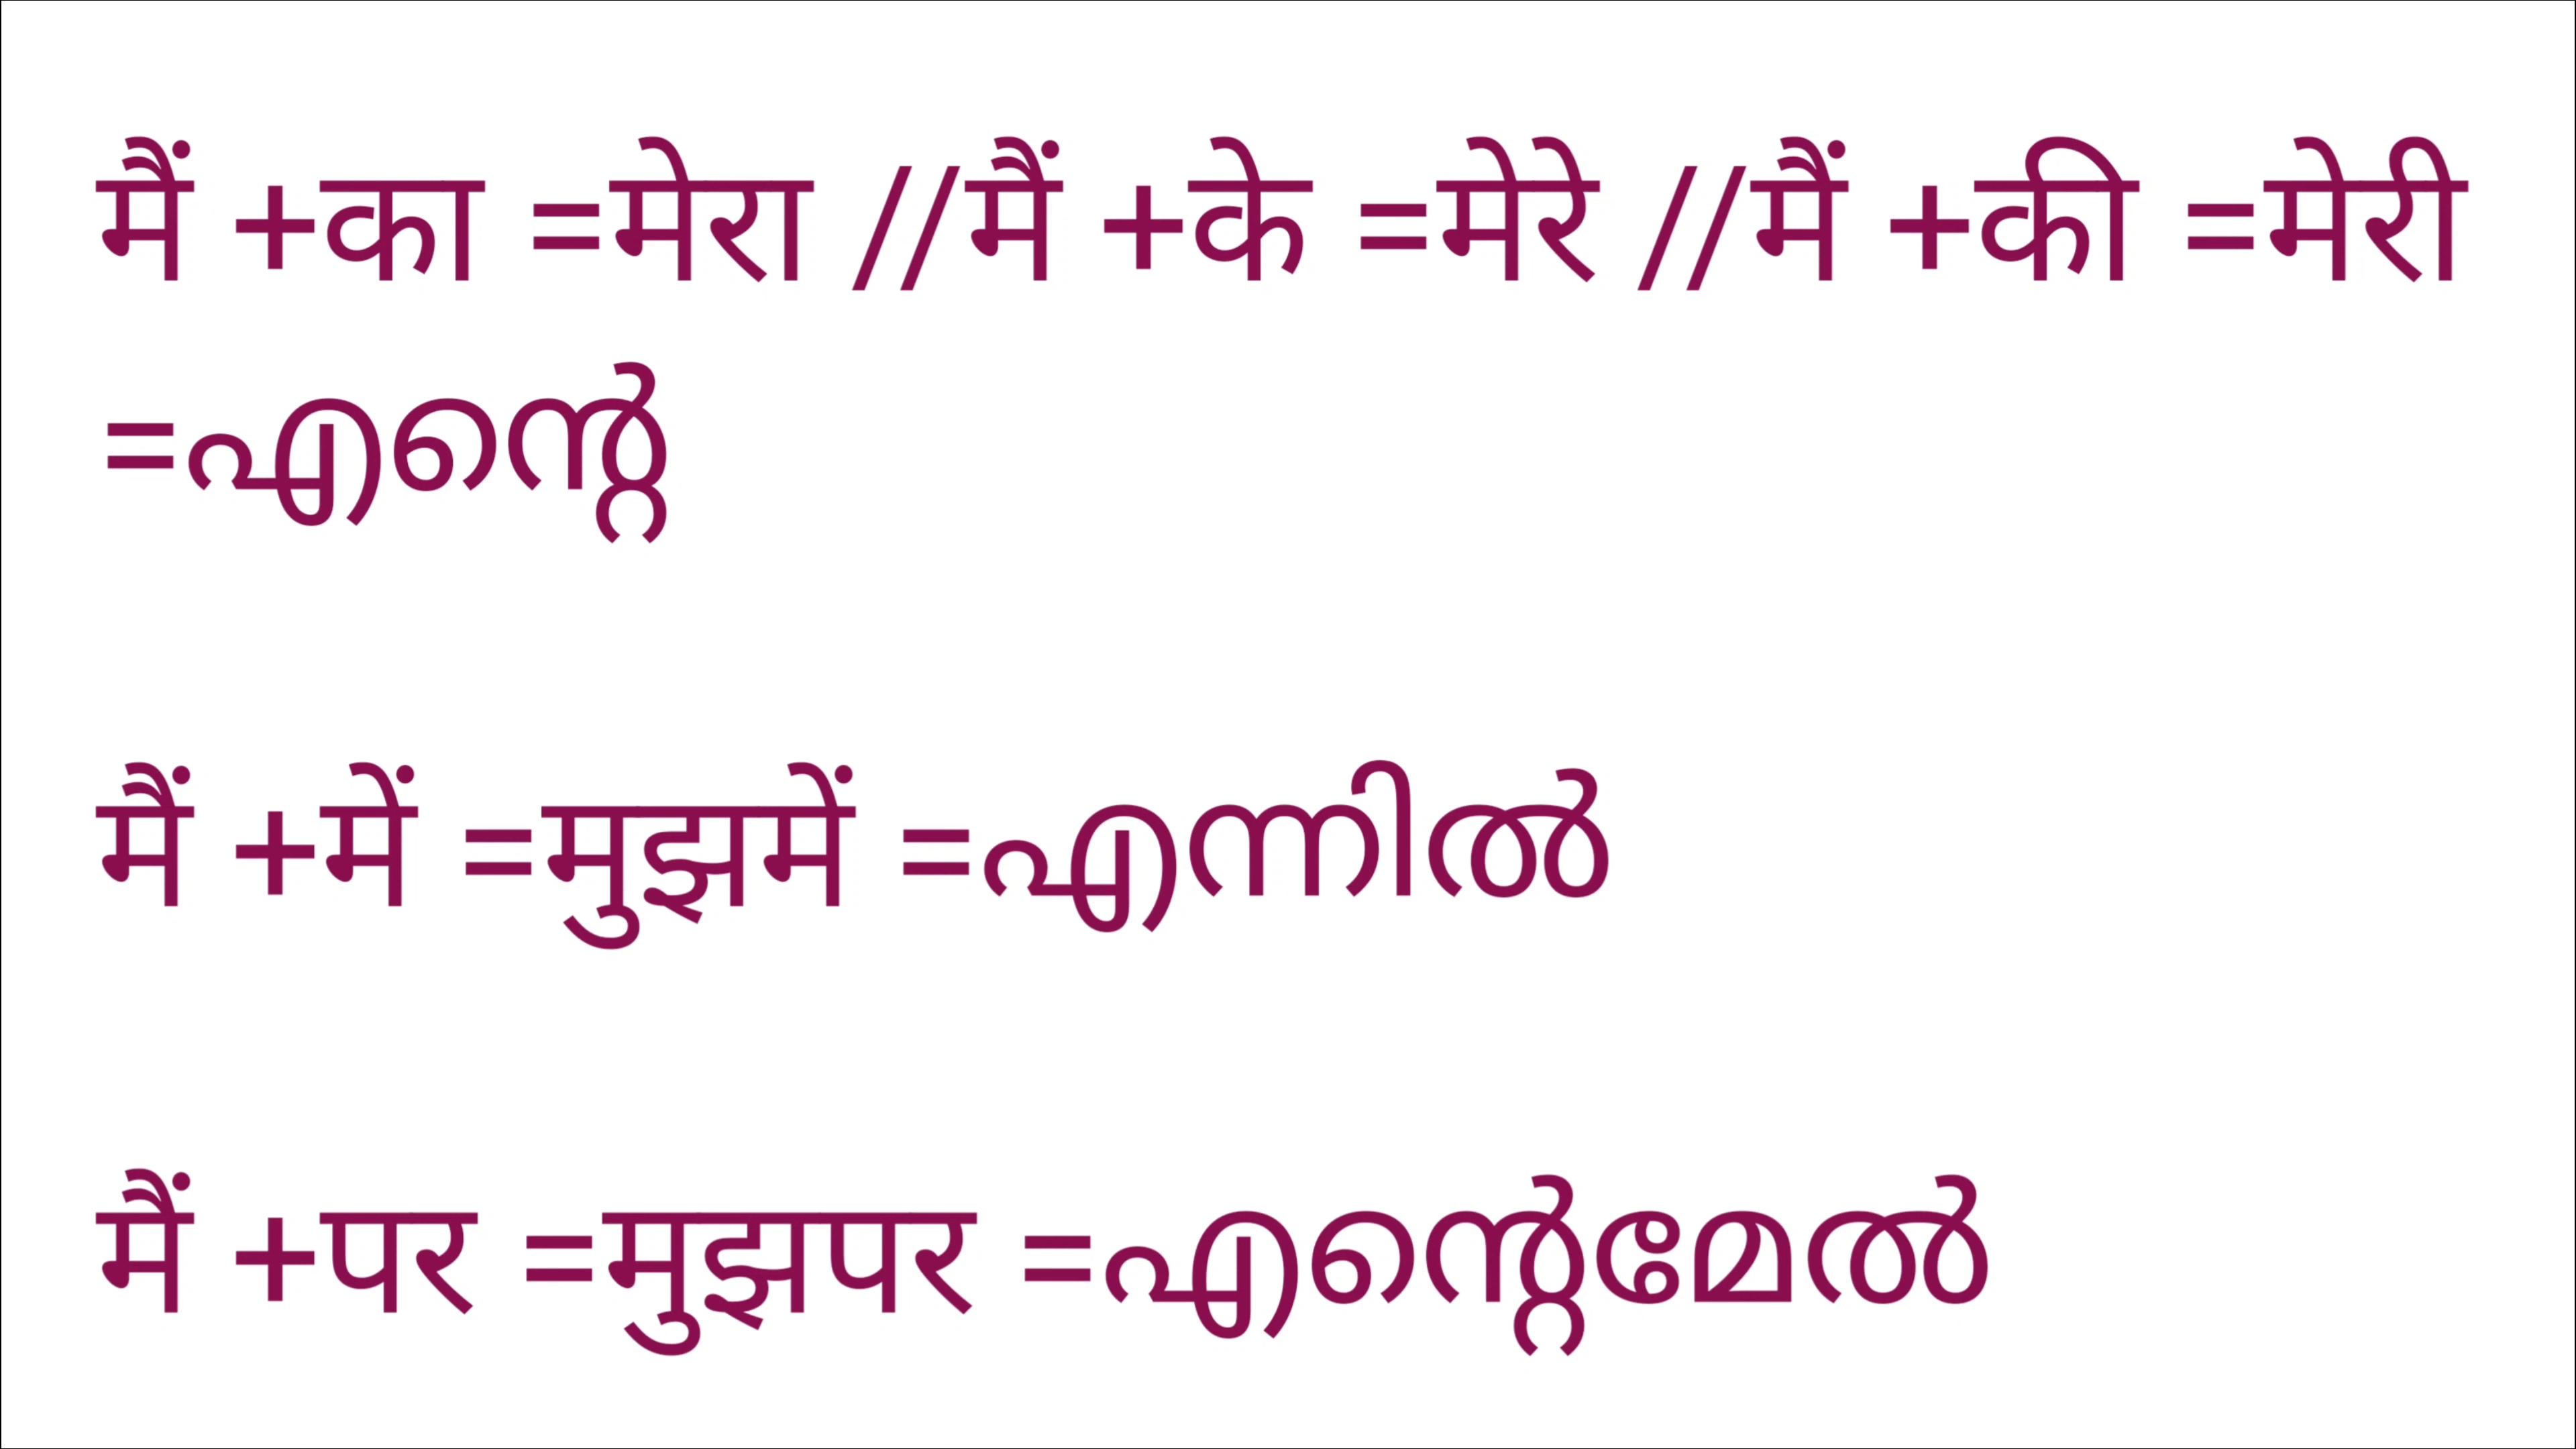 मैं +का =मेरा //मैं +के =मेरे //मैं +की =मेरी
=എന്റെ
मैं +में =मुझमें =എന്നിൽ
मैं +पर =मुझपर =എന്റെമേൽ